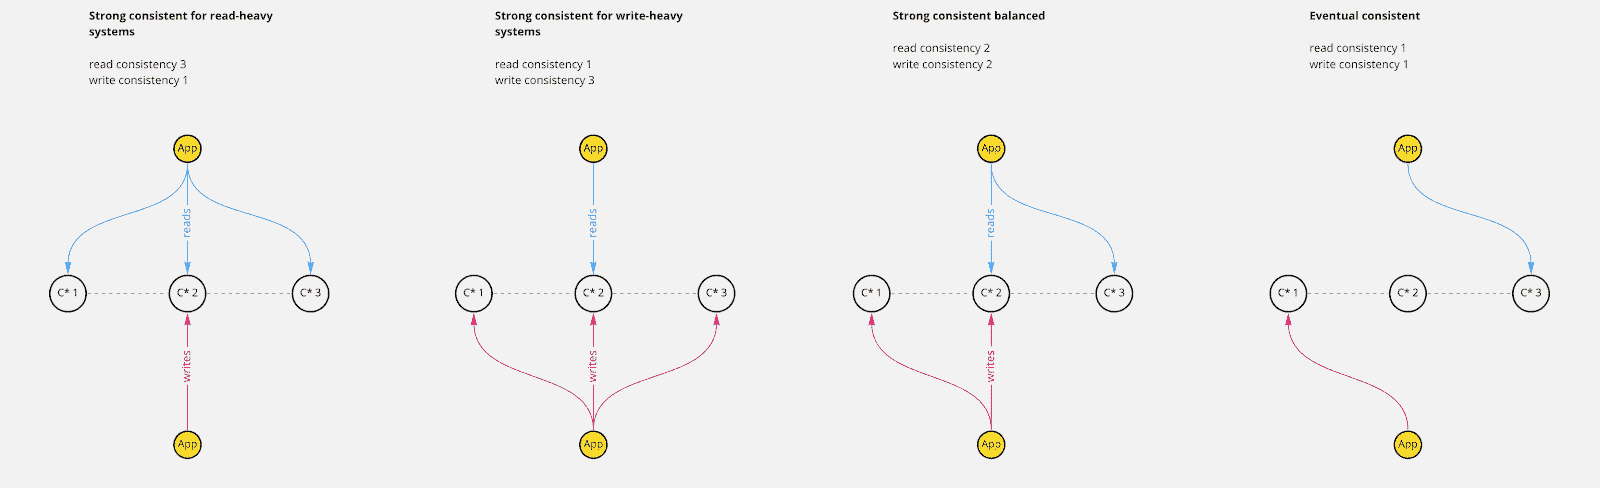 Strong consistent for read-heavy
systems
read consistency 3
write consistency 1
App
reads
C* 1
C* 2
C* 3
writes
App
Strong consistent for write-heavy
systems
read consistency 1
write consistency 3
App
reads
C* 1
C* 2
C* 3
writes
App
Strong consistent balanced
read consistency 2
write consistency 2
App
reads
C* 1
C* 2
C* 3
writes
App
Eventual consistent
read consistency 1
write consistency 1
App
C* 1
C* 2
C* 3
App